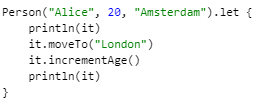 Person("Alice", 20, "Amsterdam").let {
    println(it)
    it.moveTo("London")
    it.incrementAge()
    println(it)
}